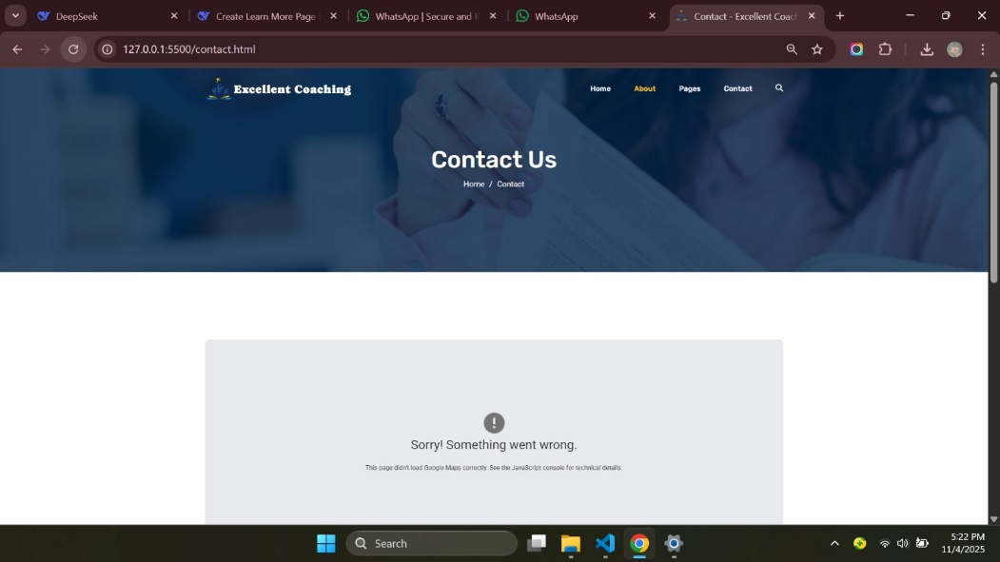 DeepSeek
Create Learn More Page
WhatsApp | Secure and R
WhatsApp
Contact - Excellent Coach
127.0.0.1:5500/contact.html
Excellent Coaching
Home About Pages Contact
Contact Us
Home / Contact
!
Sorry! Something went wrong.
This page didn't load Google Maps correctly. See the JavaScript console for technical details.
Search
5:22 PM
11/4/2025